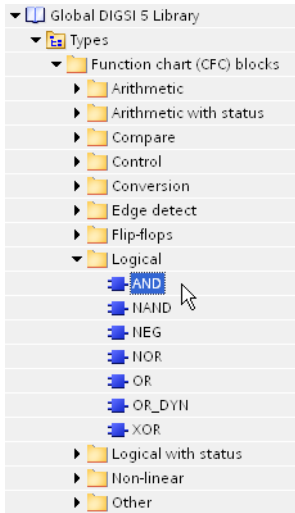 Global DIGSI 5 Library
Types
Function chart (CFC) blocks
Arithmetic
Arithmetic with status
Compare
Control
Conversion
Edge detect
Flip-flops
Logical
AND
NAND
NEG
NOR
OR
OR_DYN
XOR
Logical with status
Non-linear
Other